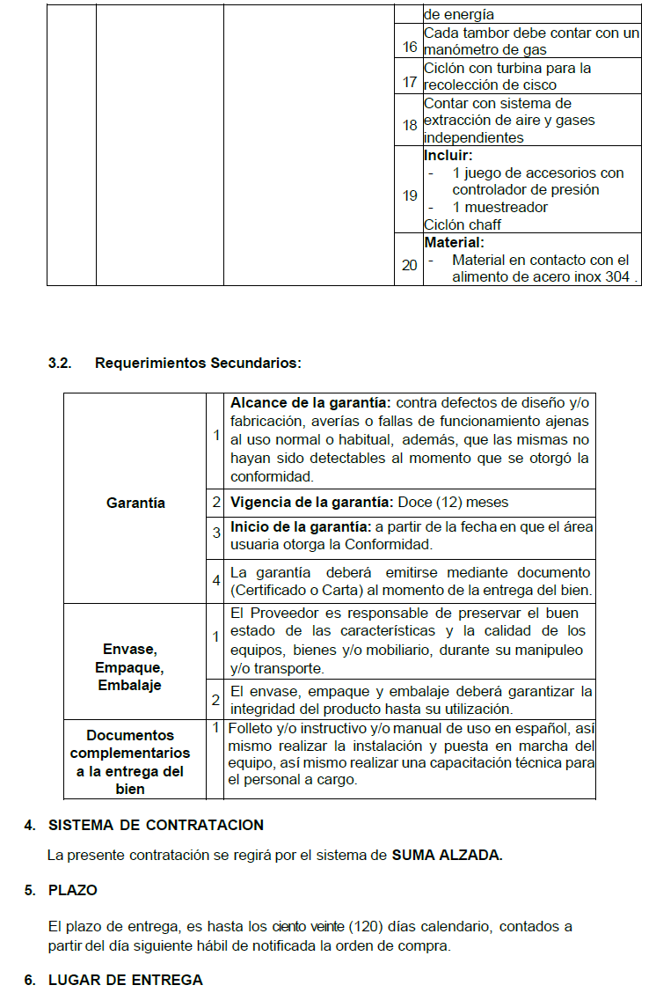 de energía
16 Cada tambor debe contar con un
manómetro de gas
17 Ciclón con turbina para la
recolección de cisco
18 Contar con sistema de
extracción de aire y gases
independientes
19 Incluir:
- 1 juego de accesorios con
controlador de presión
- 1 muestreador
Ciclón chaff
20 Material:
- Material en contacto con el
alimento de acero inox 304 .
3.2. Requerimientos Secundarios:
Garantía
1 Alcance de la garantía: contra defectos de diseño y/o
fabricación, averías o fallas de funcionamiento ajenas
al uso normal o habitual, además, que las mismas no
hayan sido detectables al momento que se otorgó la
conformidad.
2 Vigencia de la garantía: Doce (12) meses
3 Inicio de la garantía: a partir de la fecha en que el área
usuaria otorga la Conformidad.
4 La garantía deberá emitirse mediante documento
(Certificado o Carta) al momento de la entrega del bien.
Envase,
Empaque,
Embalaje
1 El Proveedor es responsable de preservar el buen
estado de las características y la calidad de los
equipos, bienes y/o mobiliario, durante su manipuleo
y/o transporte.
2 El envase, empaque y embalaje deberá garantizar la
integridad del producto hasta su utilización.
Documentos
complementarios
a la entrega del
bien
1 Folleto y/o instructivo y/o manual de uso en español, así
mismo realizar la instalación y puesta en marcha del
equipo, así mismo realizar una capacitación técnica para
el personal a cargo.
4. SISTEMA DE CONTRATACION
La presente contratación se regirá por el sistema de SUMA ALZADA.
5. PLAZO
El plazo de entrega, es hasta los ciento veinte (120) días calendario, contados a
partir del día siguiente hábil de notificada la orden de compra.
6. LUGAR DE ENTREGA